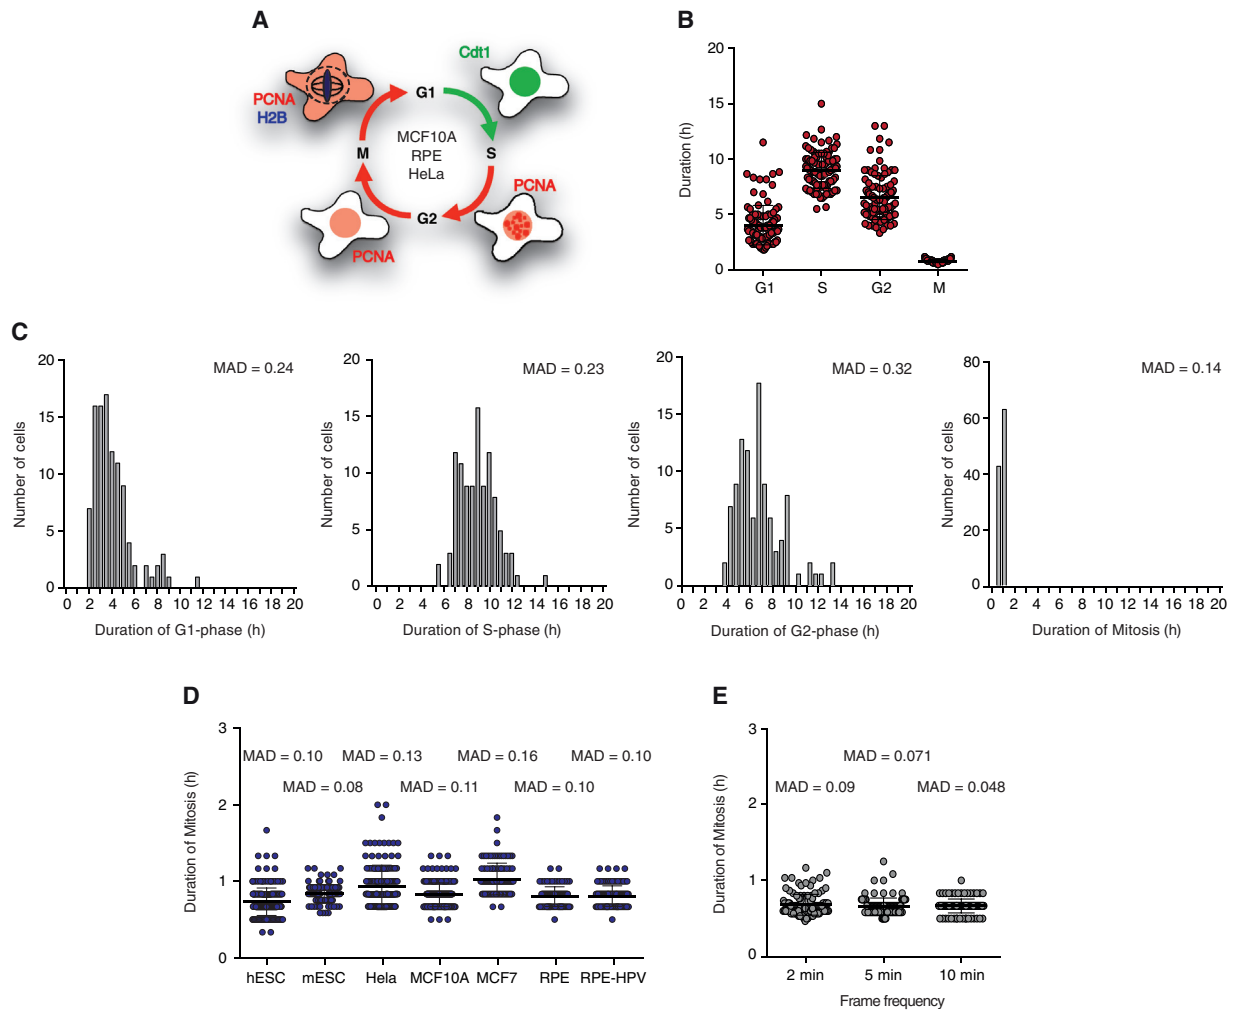 A
Cdt1
PCNA
H2B
G1
MCF10A
RPE
HeLa
M
S
PCNA
G2
PCNA
B
20
15
10
5
0
Duration (h)
G1 S G2 M
C
20
15
10
5
0
Number of cells
MAD = 0.24
0 2 4 6 8 10 12 14 16 18 20
Duration of G1-phase (h)
20
15
10
5
0
Number of cells
MAD = 0.23
0 2 4 6 8 10 12 14 16 18 20
Duration of S-phase (h)
20
15
10
5
0
Number of cells
MAD = 0.32
0 2 4 6 8 10 12 14 16 18 20
Duration of G2-phase (h)
80
60
40
20
0
Number of cells
MAD = 0.14
0 2 4 6 8 10 12 14 16 18 20
Duration of Mitosis (h)
D
3
2
1
0
Duration of Mitosis (h)
MAD = 0.10 MAD = 0.13 MAD = 0.16 MAD = 0.10
MAD = 0.08 MAD = 0.11 MAD = 0.10
hESC mESC Hela MCF10A MCF7 RPE RPE-HPV
E
3
2
1
0
Duration of Mitosis (h)
MAD = 0.071
MAD = 0.09 MAD = 0.048
2 min 5 min 10 min
Frame frequency